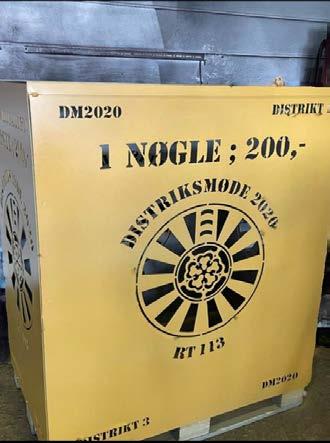 DM2020
DISTRIKT
1 NØGLE ; 200,-
DISTRIKSMØDE 2020
RT 113
DISTRIKT 3
DM2020